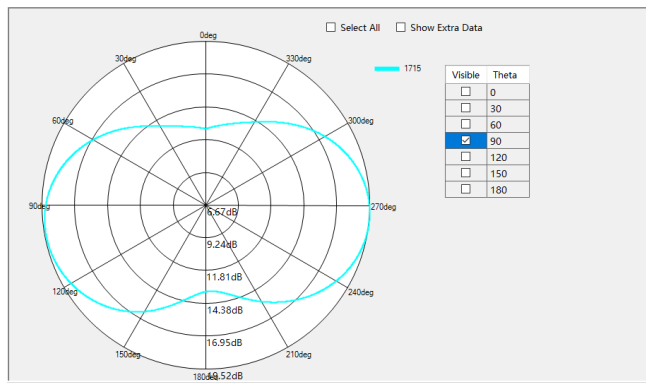 Select All
Show Extra Data
0deg
30deg
330deg
1715
60deg
300deg
90deg
270deg
120deg
240deg
150deg
210deg
180deg
6.67dB
9.24dB
11.81dB
14.38dB
16.95dB
19.52dB
Visible Theta
0
30
60
90
120
150
180